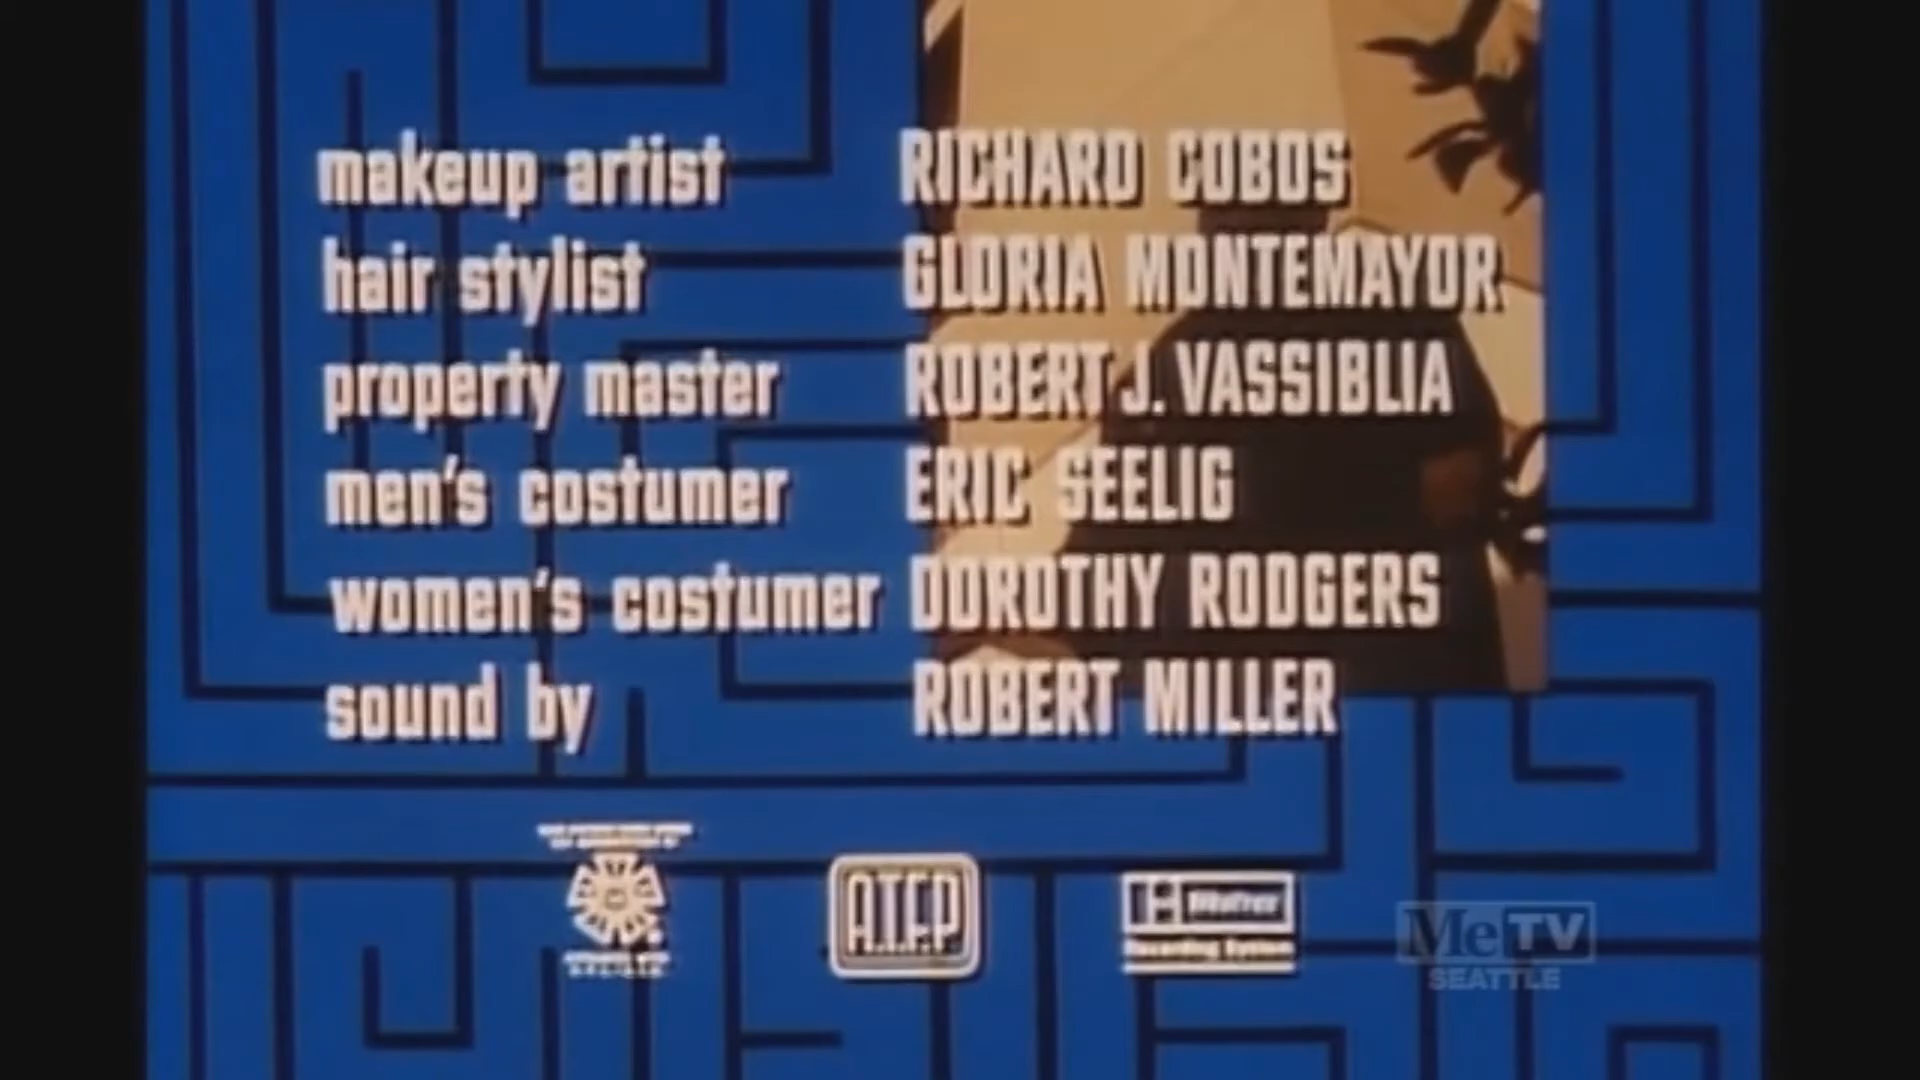 makeup artist RICHARD COBOS
hair stylist GLORIA MONTEMAYOR
property master ROBERT J. VASSIBLIA
men's costumer ERIC SEELIG
women's costumer DOROTHY RODGERS
sound by ROBERT MILLER
A.T.F.P
Recording System
MeTV
SEATTLE